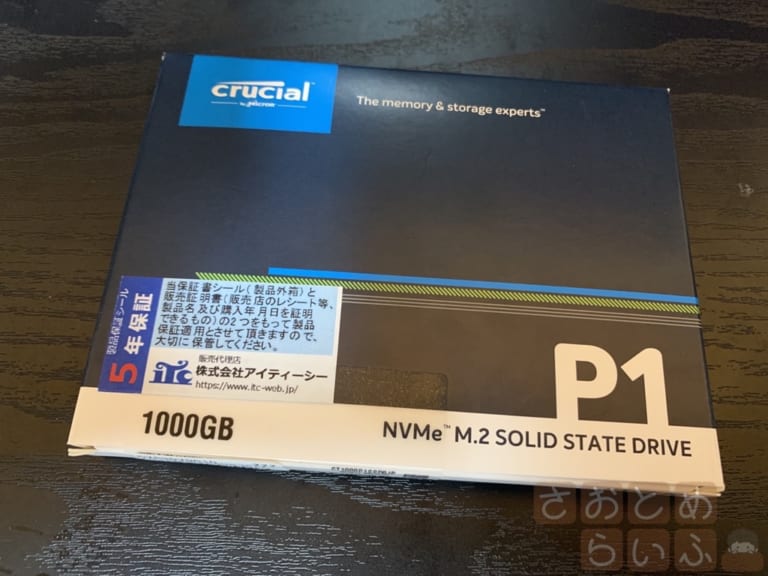 crucial™
by Micron
The memory & storage experts™
製品保証シール
5年保証
当保証書シール(製品外箱)と
販売証明書(販売店のレシート等、
製品名及び購入年月日を証明
できるもの)の2つをもって製品
保証適用とさせて頂きますので、
大切に保管してください。
販売代理店
itc 株式会社アイティーシー
https://www.itc-web.jp/
P1
1000GB
NVMe™ M.2 SOLID STATE DRIVE
さおとめ
らいふ